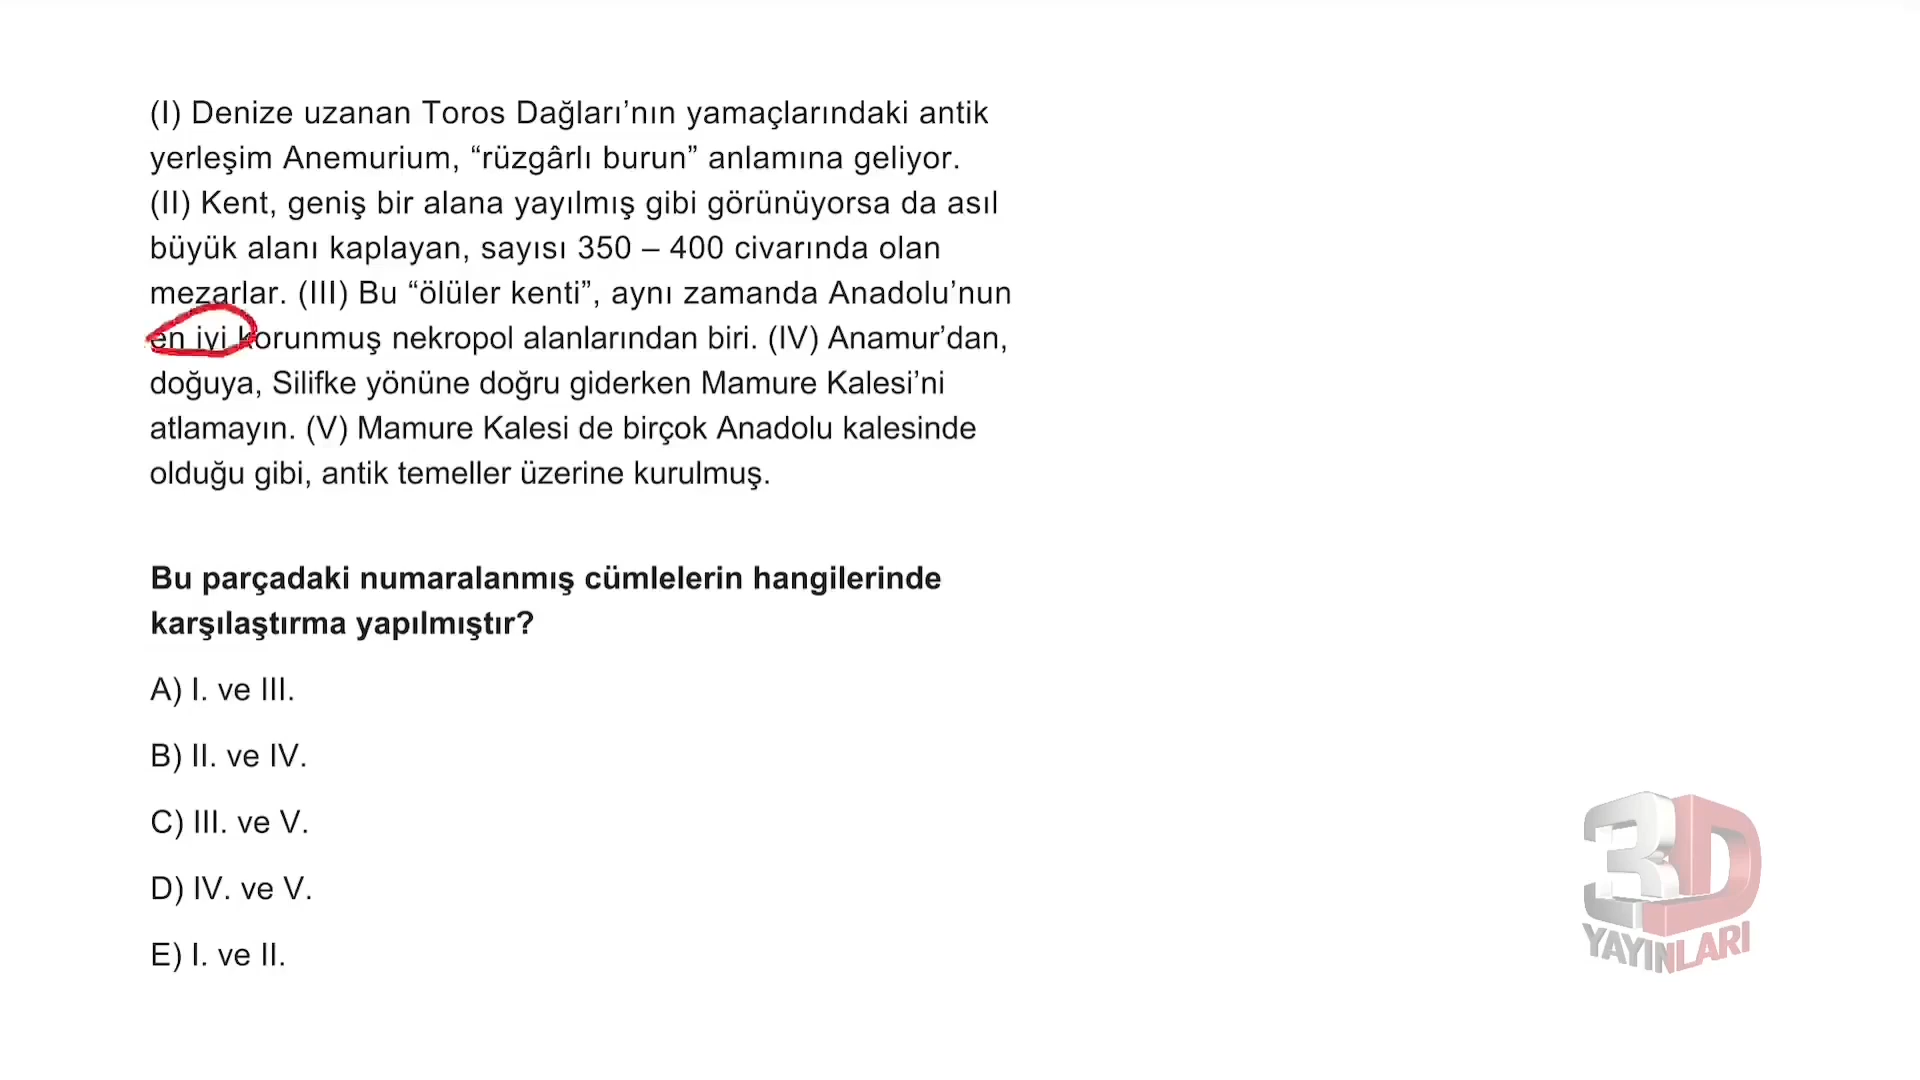 (I) Denize uzanan Toros Dağları’nın yamaçlarındaki antik
yerleşim Anemurium, “rüzgârlı burun” anlamına geliyor.
(II) Kent, geniş bir alana yayılmış gibi görünüyorsa da asıl
büyük alanı kaplayan, sayısı 350 – 400 civarında olan
mezarlar. (III) Bu “ölüler kenti”, aynı zamanda Anadolu’nun
en iyi korunmuş nekropol alanlarından biri. (IV) Anamur’dan,
doğuya, Silifke yönüne doğru giderken Mamure Kalesi’ni
atlamayın. (V) Mamure Kalesi de birçok Anadolu kalesinde
olduğu gibi, antik temeller üzerine kurulmuş.
Bu parçadaki numaralanmış cümlelerin hangilerinde
karşılaştırma yapılmıştır?
A) I. ve III.
B) II. ve IV.
C) III. ve V.
D) IV. ve V.
E) I. ve II.
3D
YAYINLARI